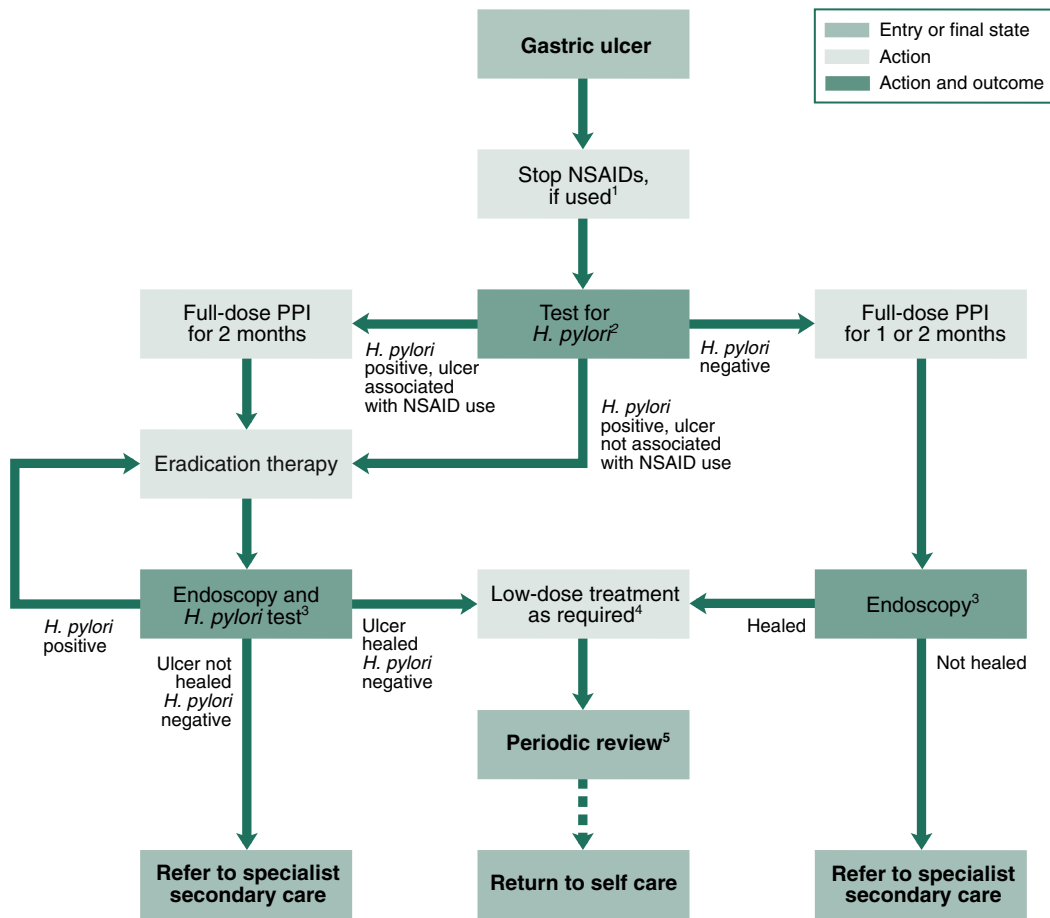 Gastric ulcer
Entry or final state
Action
Action and outcome
Stop NSAIDs,
if used¹
Full-dose PPI
for 2 months
Test for
H. pylori²
Full-dose PPI
for 1 or 2 months
H. pylori
positive, ulcer
associated
with NSAID use
H. pylori
negative
H. pylori
positive, ulcer
not associated
with NSAID use
Eradication therapy
Endoscopy and
H. pylori test³
Low-dose treatment
as required⁴
Endoscopy³
H. pylori
positive
Ulcer
healed
H. pylori
negative
Healed
Ulcer not
healed
H. pylori
negative
Not healed
Periodic review⁵
Refer to specialist
secondary care
Return to self care
Refer to specialist
secondary care